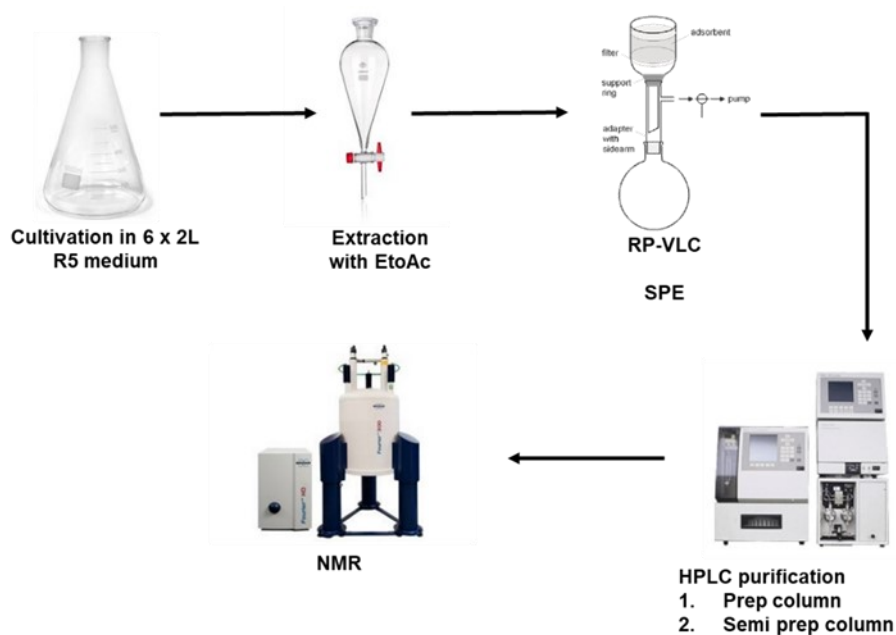 adsorbent
filter
support
ring
pump
adapter
with
sidearm
Cultivation in 6 x 2L
R5 medium
Extraction
with EtoAc
RP-VLC
SPE
NMR
HPLC purification
1. Prep column
2. Semi prep column